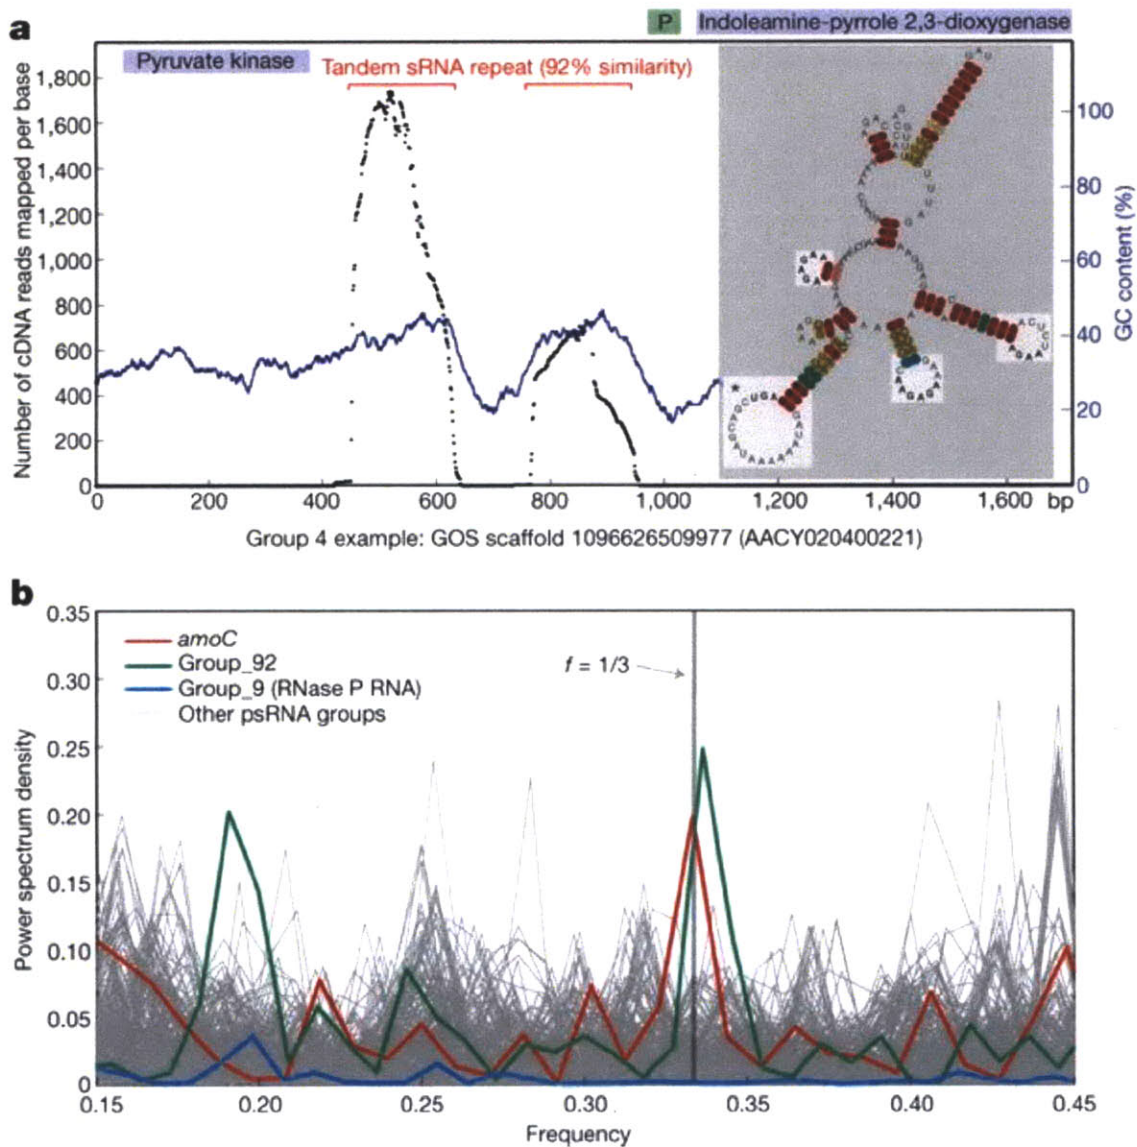 a
P Indoleamine-pyrrole 2,3-dioxygenase
Pyruvate kinase
Tandem sRNA repeat (92% similarity)
Number of cDNA reads mapped per base
1,800
1,600
1,400
1,200
1,000
800
600
400
200
0
GC content (%)
100
80
60
40
20
0
0 200 400 600 800 1,000 1,200 1,400 1,600 bp
Group 4 example: GOS scaffold 1096626509977 (AACY020400221)
b
Power spectrum density
0.35
0.30
0.25
0.20
0.15
0.10
0.05
0
amoC
Group_92
Group_9 (RNase P RNA)
Other psRNA groups
f = 1/3
0.15 0.20 0.25 0.30 0.35 0.40 0.45
Frequency